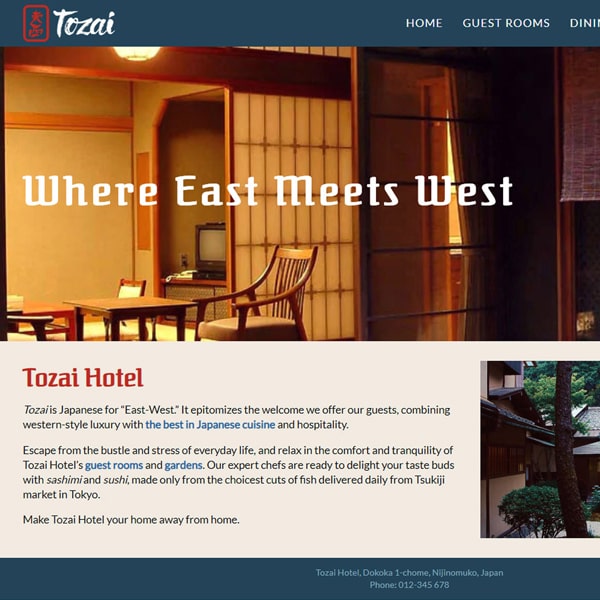 Tozai
HOME GUEST ROOMS
Where East Meets West
Tozai Hotel
Tozai is Japanese for “East-West.” It epitomizes the welcome we offer our guests, combining
western-style luxury with the best in Japanese cuisine and hospitality.
Escape from the bustle and stress of everyday life, and relax in the comfort and tranquility of
Tozai Hotel’s guest rooms and gardens. Our expert chefs are ready to delight your taste buds
with sashimi and sushi, made only from the choicest cuts of fish delivered daily from Tsukiji
market in Tokyo.
Make Tozai Hotel your home away from home.
Tozai Hotel, Dokoka 1-chome, Nijinomuko, Japan
Phone: 012-345 678